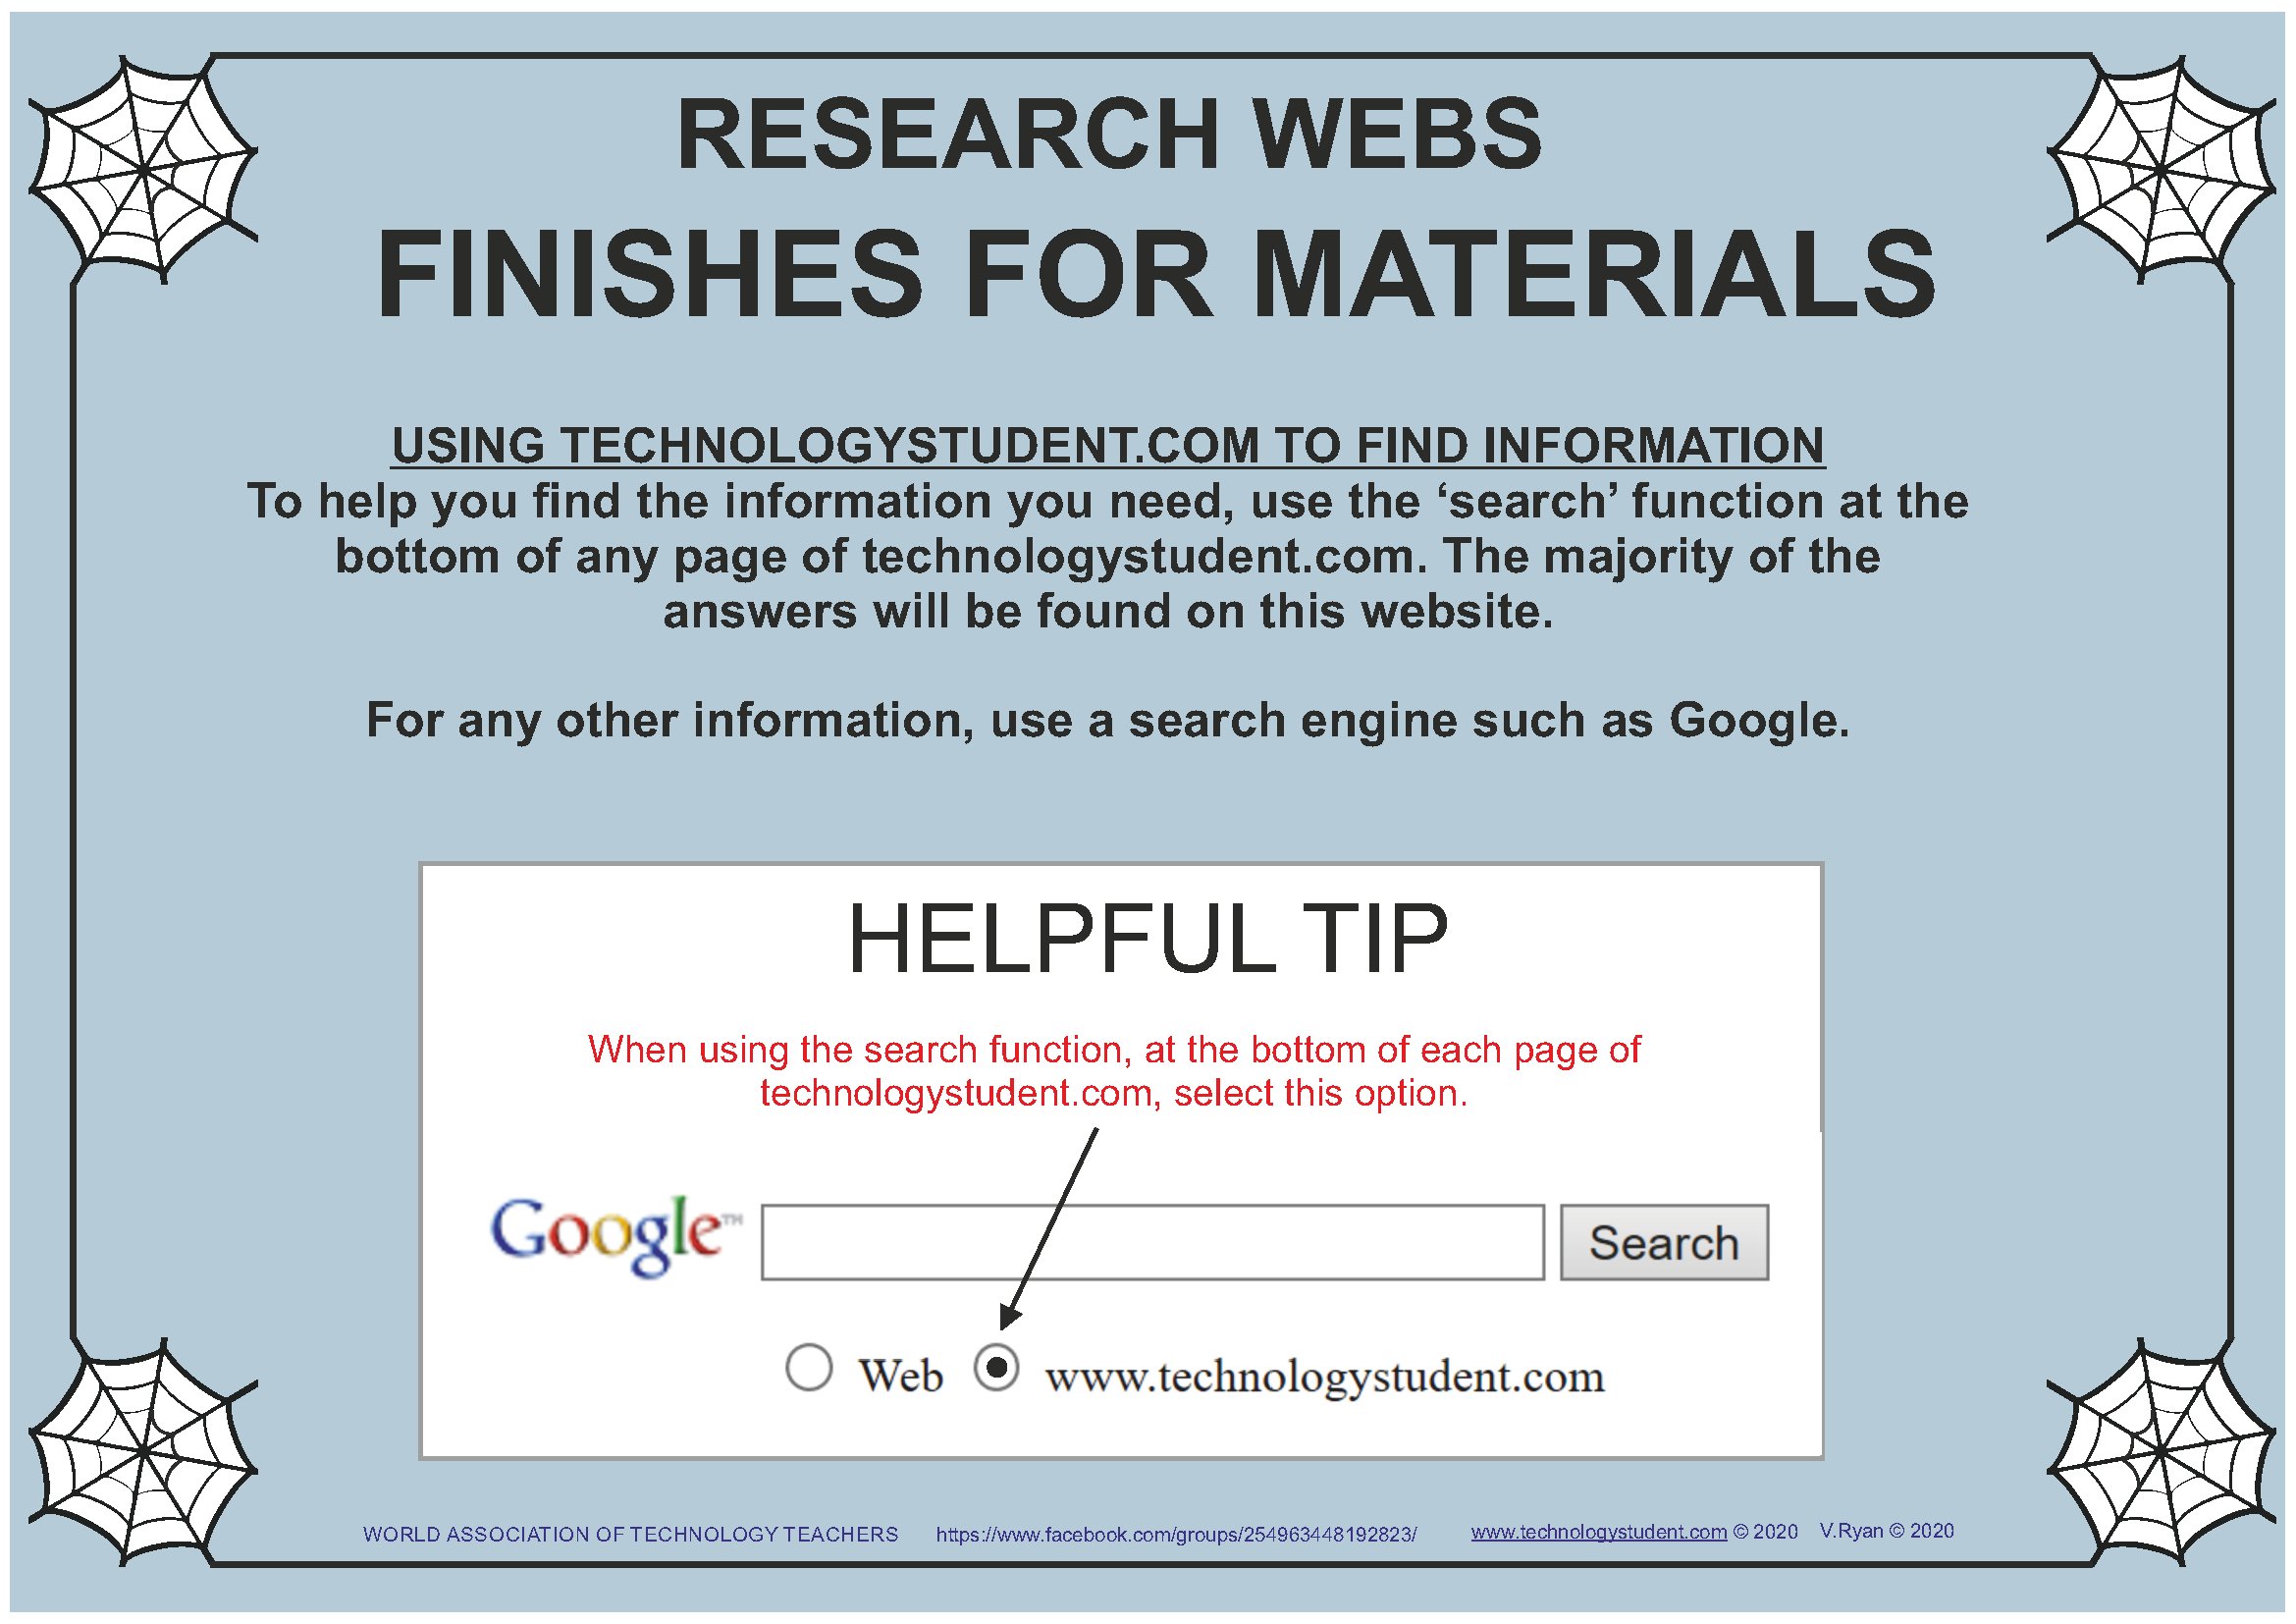 RESEARCH WEBS
FINISHES FOR MATERIALS
USING TECHNOLOGYSTUDENT.COM TO FIND INFORMATION
To help you find the information you need, use the ‘search’ function at the
bottom of any page of technologystudent.com. The majority of the
answers will be found on this website.
For any other information, use a search engine such as Google.
HELPFUL TIP
When using the search function, at the bottom of each page of
technologystudent.com, select this option.
Google™ Search
Web www.technologystudent.com
WORLD ASSOCIATION OF TECHNOLOGY TEACHERS https://www.facebook.com/groups/254963448192823/ www.technologystudent.com © 2020 V.Ryan © 2020